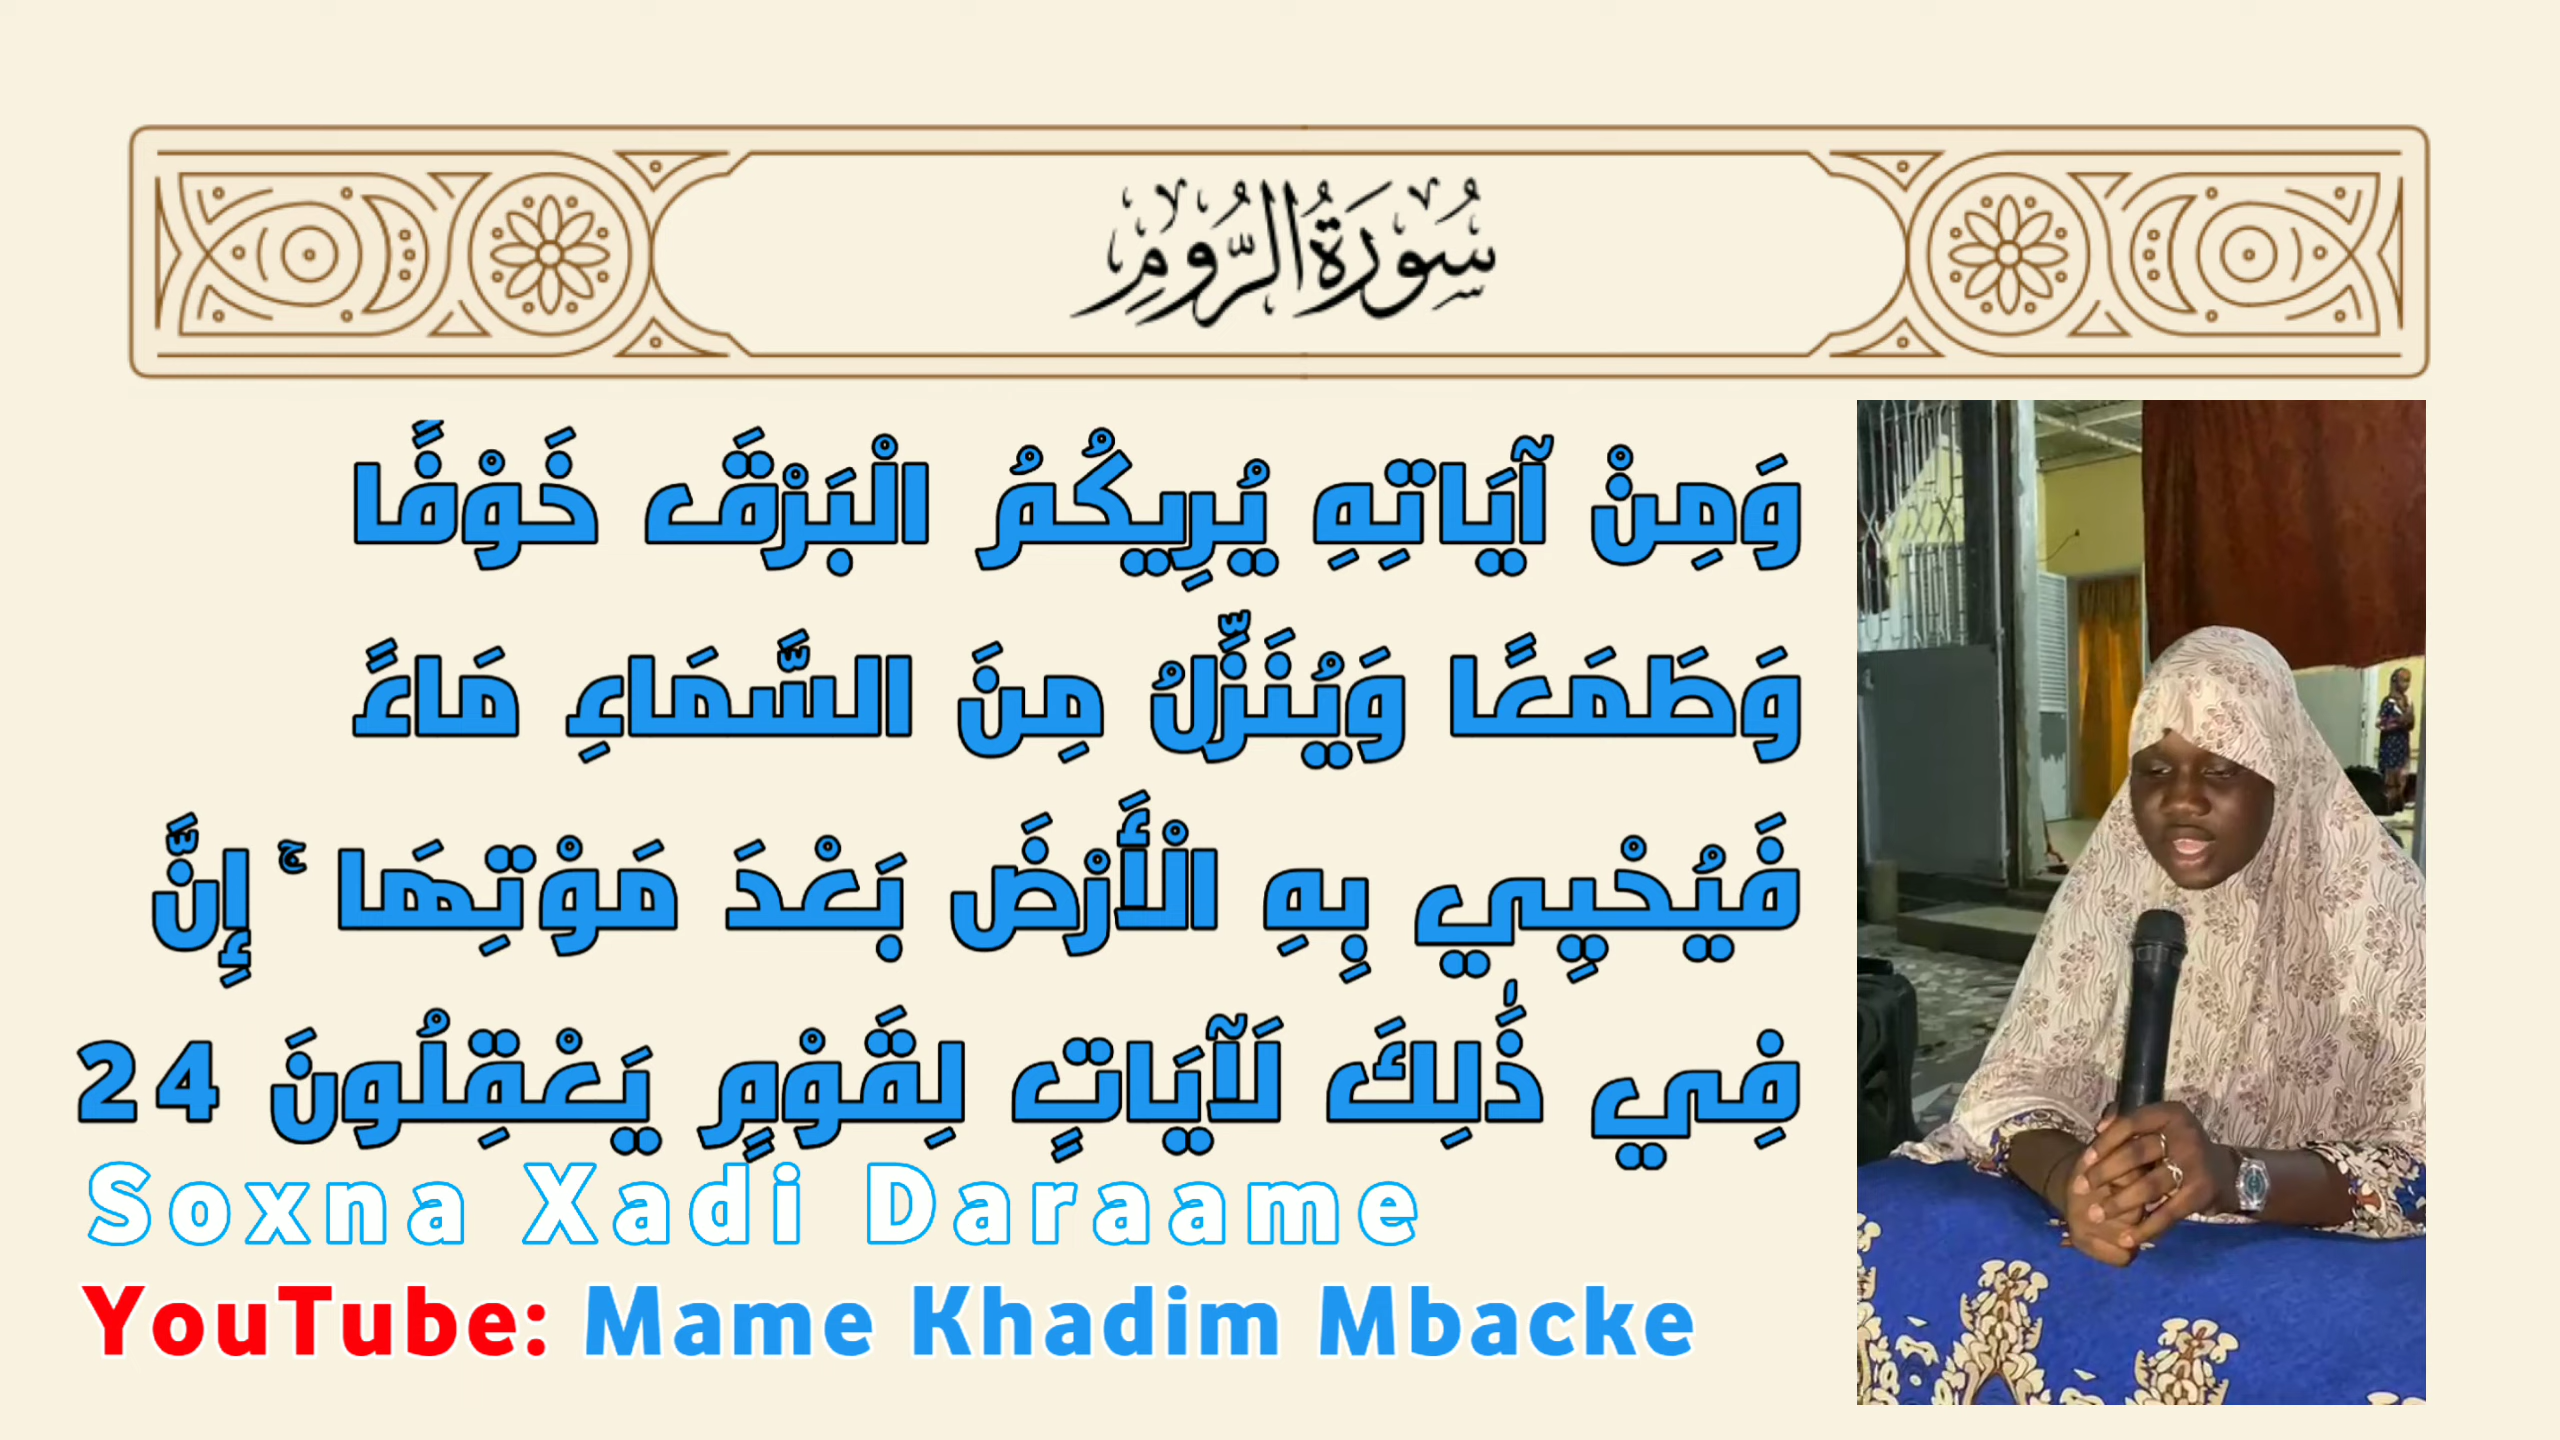 سُورَةُ الرُّومِ
وَمِنْ آيَاتِهِ يُرِيكُمُ الْبَرْقَ خَوْفًا
وَطَمَعًا وَيُنَزِّلُ مِنَ السَّمَاءِ مَاءً
فَيُحْيِي بِهِ الْأَرْضَ بَعْدَ مَوْتِهَا ۚ إِنَّ
فِي ذَٰلِكَ لَآيَاتٍ لِقَوْمٍ يَعْقِلُونَ 24
Soxna Xadi Daraame
YouTube: Mame Khadim Mbacke